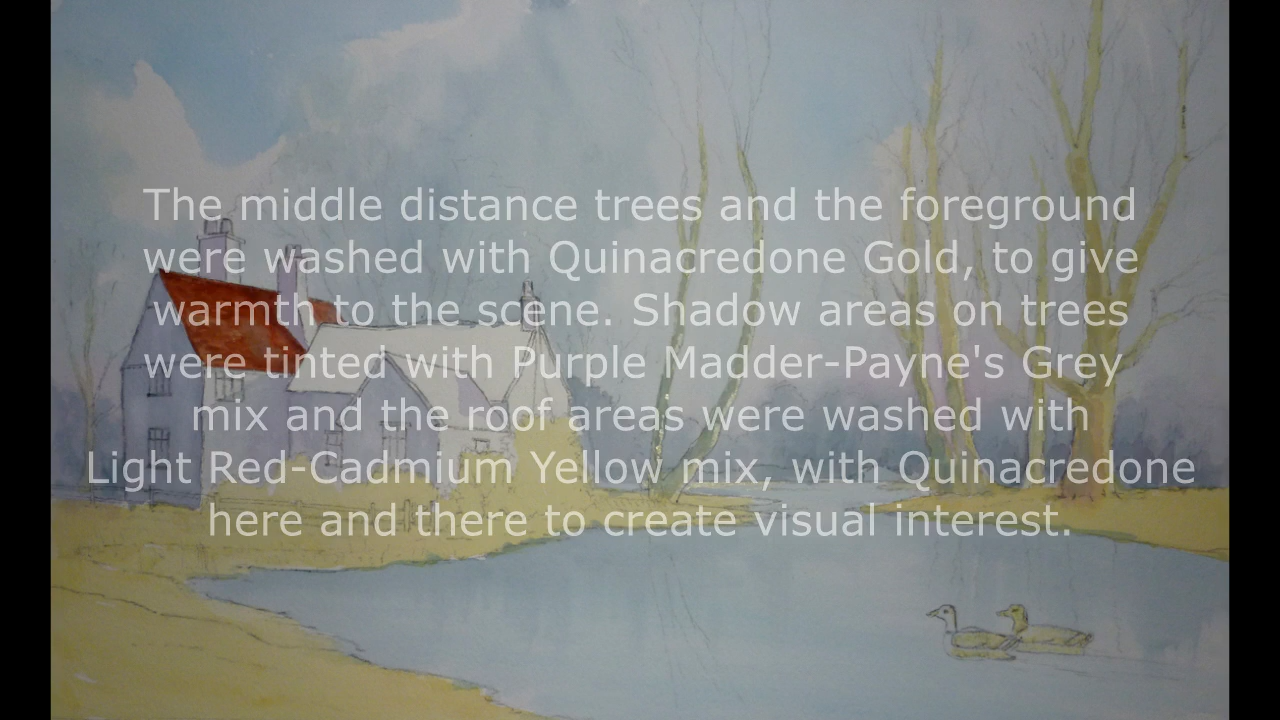 The middle distance trees and the foreground
were washed with Quinacredone Gold, to give
warmth to the scene. Shadow areas on trees
were tinted with Purple Madder-Payne's Grey
mix and the roof areas were washed with
Light Red-Cadmium Yellow mix, with Quinacredone
here and there to create visual interest.